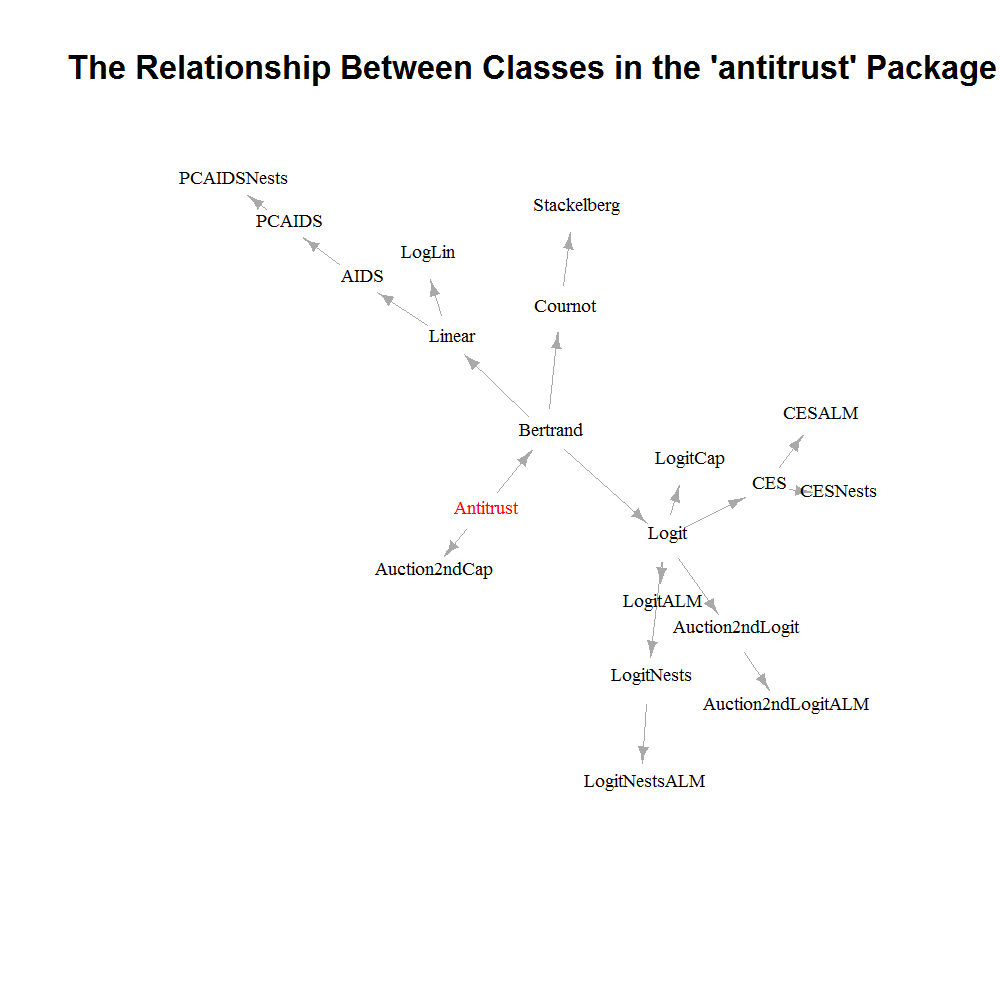 The Relationship Between Classes in the 'antitrust' Package
PCAIDSNests
Stackelberg
PCAIDS
LogLin
AIDS
Cournot
Linear
CESALM
Bertrand
LogitCap
CES
CESNests
Antitrust
Logit
Auction2ndCap
LogitALM
Auction2ndLogit
LogitNests
Auction2ndLogitALM
LogitNestsALM